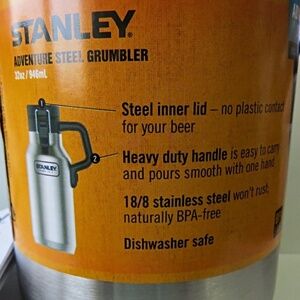 STANLEY
ADVENTURE STEEL GRUMBLER
32oz / 946mL
Steel inner lid – no plastic contact
for your beer
STANLEY
2
Heavy duty handle is easy to carry
and pours smooth with one hand
18/8 stainless steel won't rust,
naturally BPA-free
Dishwasher safe